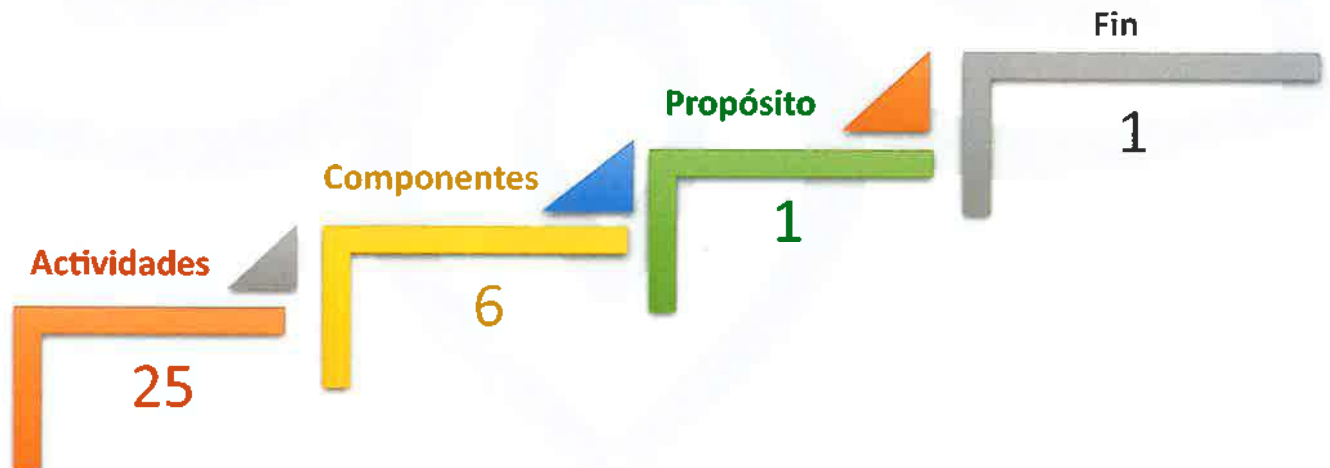 Fin
1
Propósito
1
Componentes
6
Actividades
25